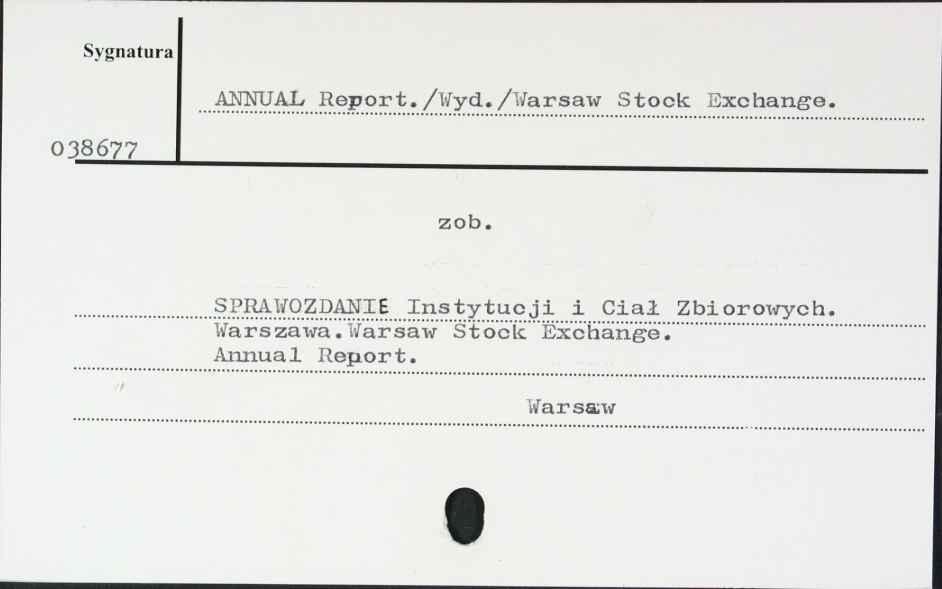 Sygnatura
ANNUAL Report./Wyd./Warsaw Stock Exchange.
038677
zob.
SPRAWOZDANIE Instytucji i Ciał Zbiorowych.
Warszawa.Warsaw Stock Exchange.
Annual Report.
Warsaw